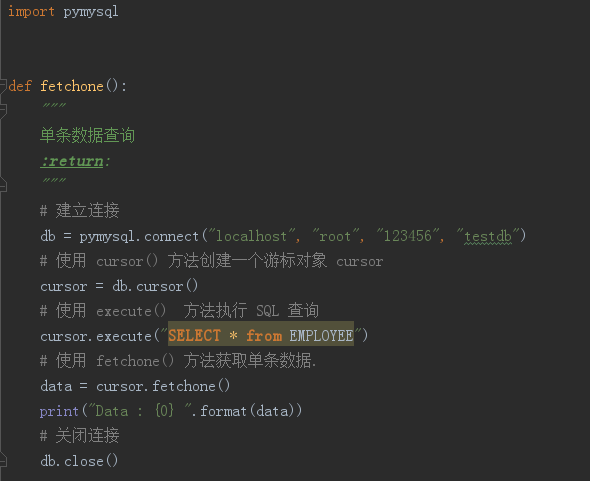 import pymysql
def fetchone():
"""
单条数据查询
:return:
"""
# 建立连接
db = pymysql.connect("localhost", "root", "123456", "testdb")
# 使用 cursor() 方法创建一个游标对象 cursor
cursor = db.cursor()
# 使用 execute()  方法执行 SQL 查询
cursor.execute("SELECT * from EMPLOYEE")
# 使用 fetchone() 方法获取单条数据.
data = cursor.fetchone()
print("Data : {0} ".format(data))
# 关闭连接
db.close()